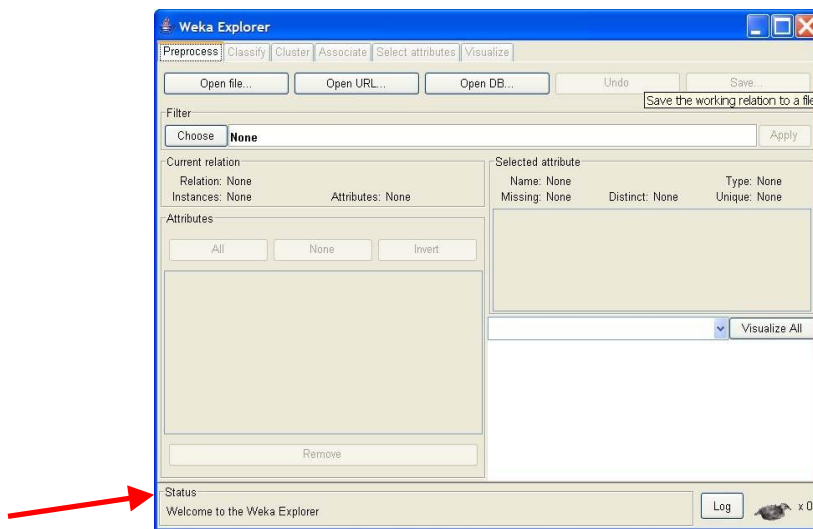 Weka Explorer
Preprocess Classify Cluster Associate Select attributes Visualize
Open file... Open URL... Open DB... Undo Save...
Save the working relation to a file
Filter
Choose None Apply
Current relation
Relation: None
Instances: None Attributes: None
Selected attribute
Name: None Type: None
Missing: None Distinct: None Unique: None
Attributes
All None Invert
Visualize All
Remove
Status
Welcome to the Weka Explorer
Log x 0